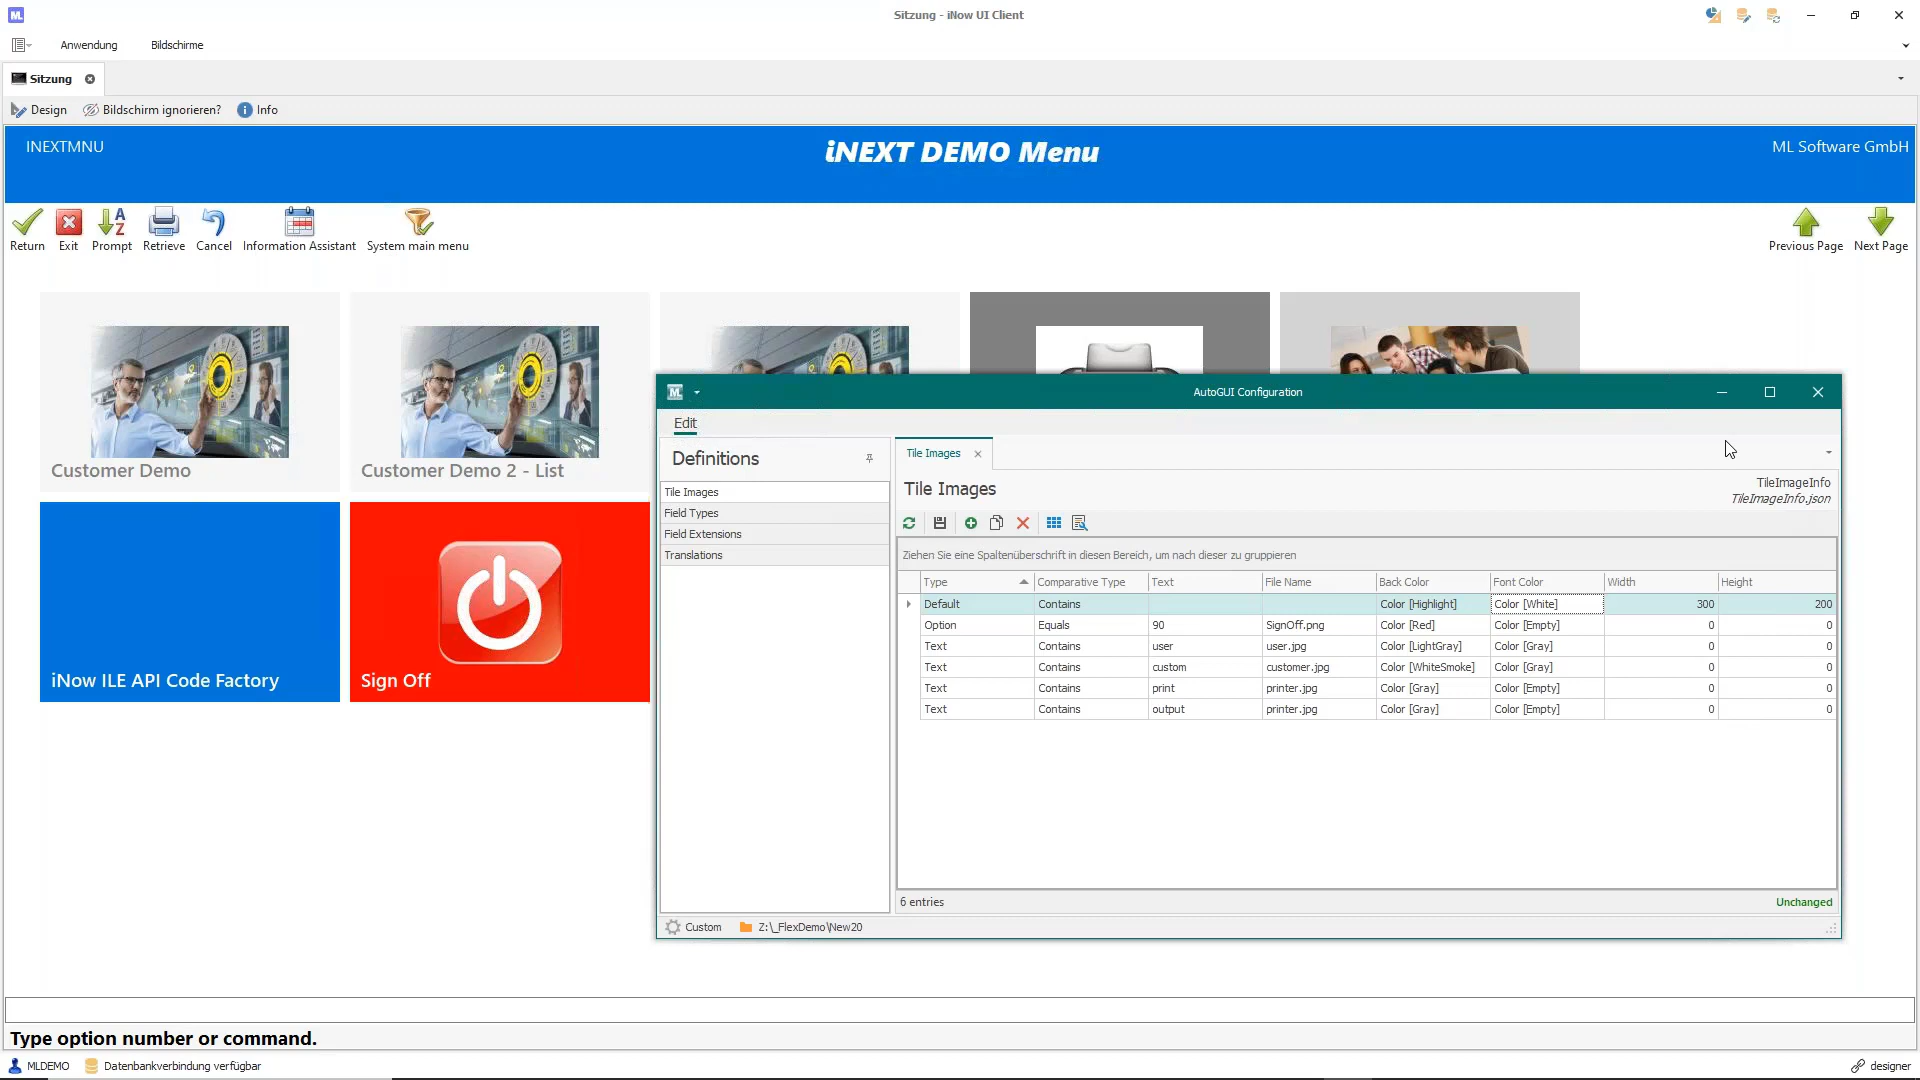 ML
Sitzung - iNow UI Client
Anwendung
Bildschirme
Sitzung
Design
Bildschirm ignorieren?
Info
INEXTMNU
iNEXT DEMO Menu
ML Software GmbH
Return
Exit
Prompt
Retrieve
Cancel
Information Assistant
System main menu
Previous Page
Next Page
Customer Demo
Customer Demo 2 - List
iNow ILE API Code Factory
Sign Off
ML
AutoGUI Configuration
Edit
Definitions
Tile Images
Field Types
Field Extensions
Translations
Tile Images
Tile Images
TileImageInfo
TileImageInfo.json
Ziehen Sie eine Spaltenüberschrift in diesen Bereich, um nach dieser zu gruppieren
Type Comparative Type Text File Name Back Color Font Color Width Height
Default Contains Color [Highlight] Color [White] 300 200
Option Equals 90 SignOff.png Color [Red] Color [Empty] 0 0
Text Contains user user.jpg Color [LightGray] Color [Gray] 0 0
Text Contains custom customer.jpg Color [WhiteSmoke] Color [Gray] 0 0
Text Contains print printer.jpg Color [Gray] Color [Empty] 0 0
Text Contains output printer.jpg Color [Gray] Color [Empty] 0 0
6 entries
Unchanged
Custom
Z:\_FlexDemo\New20
Type option number or command.
MLDEMO
Datenbankverbindung verfügbar
designer